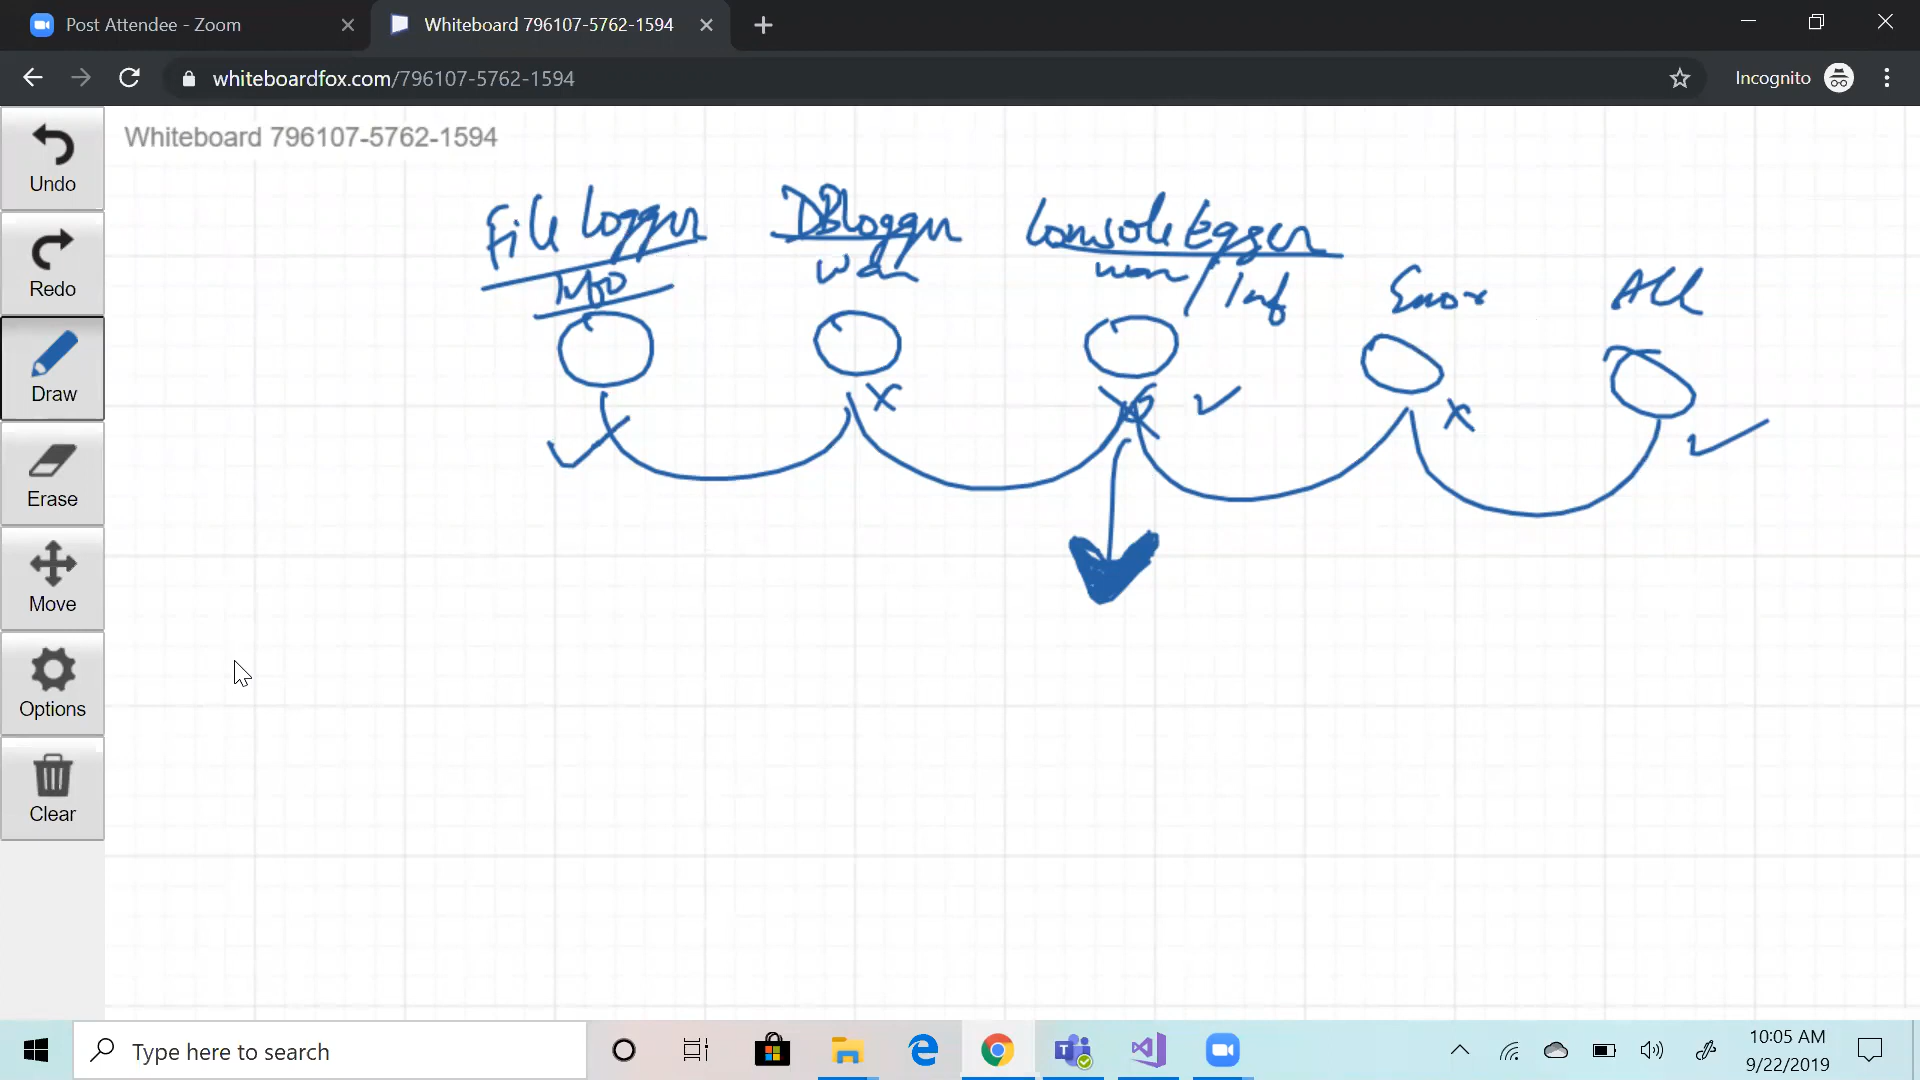 Post Attendee - Zoom
Whiteboard 796107-5762-1594
whiteboardfox.com/796107-5762-1594
Incognito
Undo
Redo
Draw
Erase
Move
Options
Clear
Whiteboard 796107-5762-1594
File Logger DBLogger Console Logger
Info War War / Inf Error All
Type here to search
10:05 AM
9/22/2019